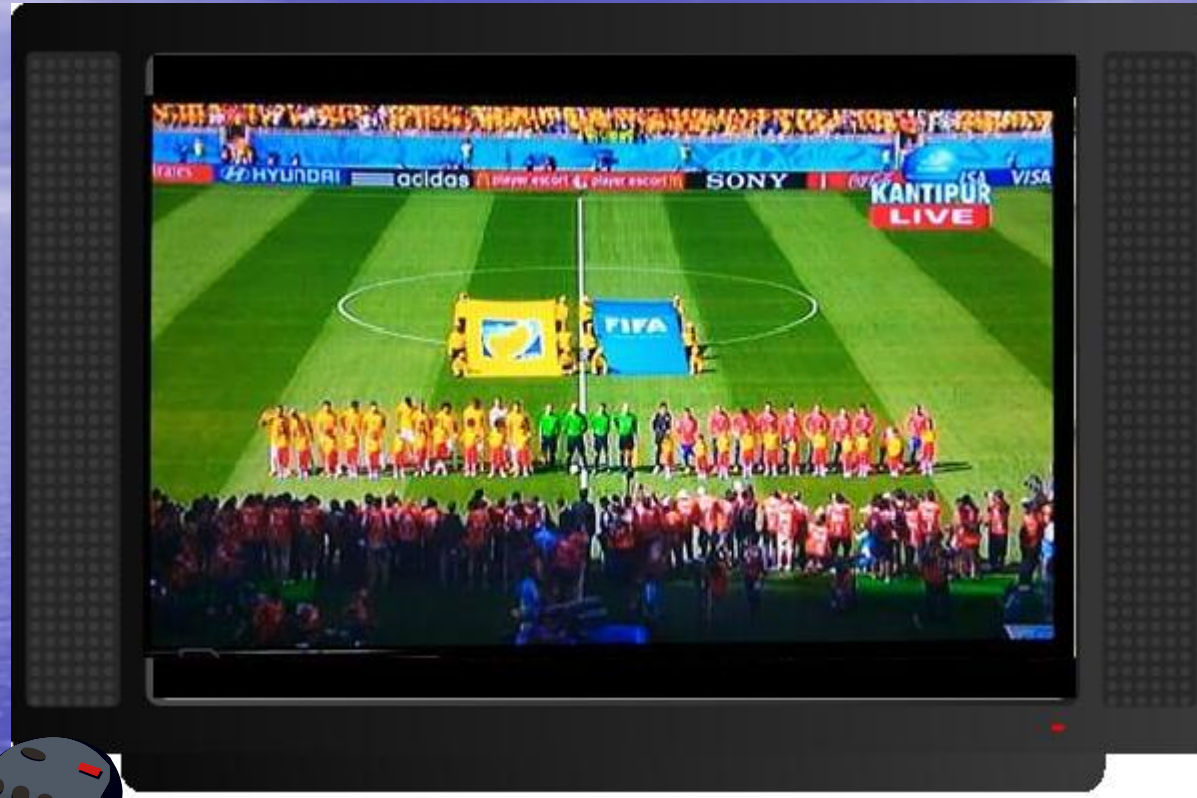 HYUNDAI adidas player escort player escort SONY VISA
KANTIPUR
LIVE
FIFA